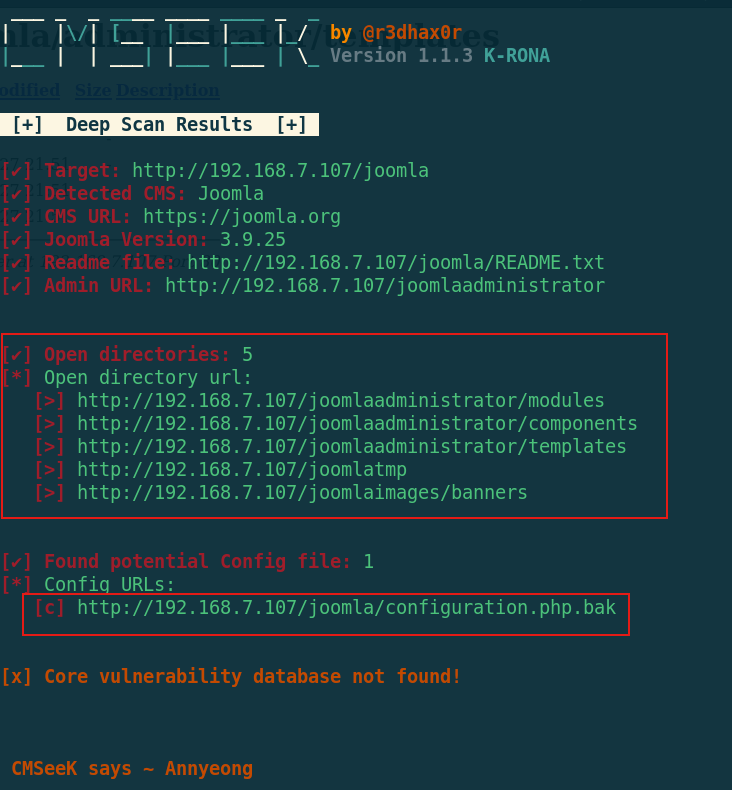 by @r3dhax0r
Version 1.1.3 K-RONA
/administrator/templates
Size Description
[+]  Deep Scan Results  [+]
[✔] Target: http://192.168.7.107/joomla
[✔] Detected CMS: Joomla
[✔] CMS URL: https://joomla.org
[✔] Joomla Version: 3.9.25
[✔] Readme file: http://192.168.7.107/joomla/README.txt
[✔] Admin URL: http://192.168.7.107/joomlaadministrator
[✔] Open directories: 5
[*] Open directory url:
[>] http://192.168.7.107/joomlaadministrator/modules
[>] http://192.168.7.107/joomlaadministrator/components
[>] http://192.168.7.107/joomlaadministrator/templates
[>] http://192.168.7.107/joomlatmp
[>] http://192.168.7.107/joomlaimages/banners
[✔] Found potential Config file: 1
[*] Config URLs:
[c] http://192.168.7.107/joomla/configuration.php.bak
[x] Core vulnerability database not found!
CMSeeK says ~ Annyeong